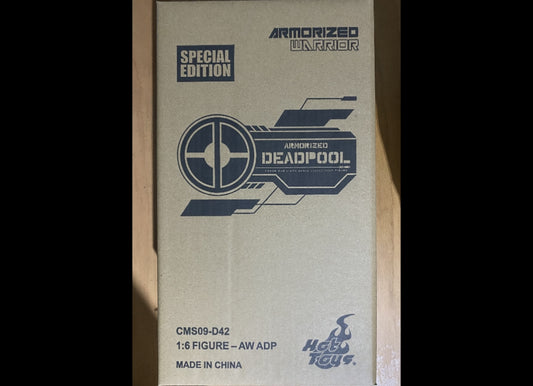 ARMORIZED
WARRIOR
SPECIAL
EDITION
ARMORIZED
DEADPOOL
CMS09-D42
1:6 FIGURE – AW ADP
MADE IN CHINA
Hot
Toys